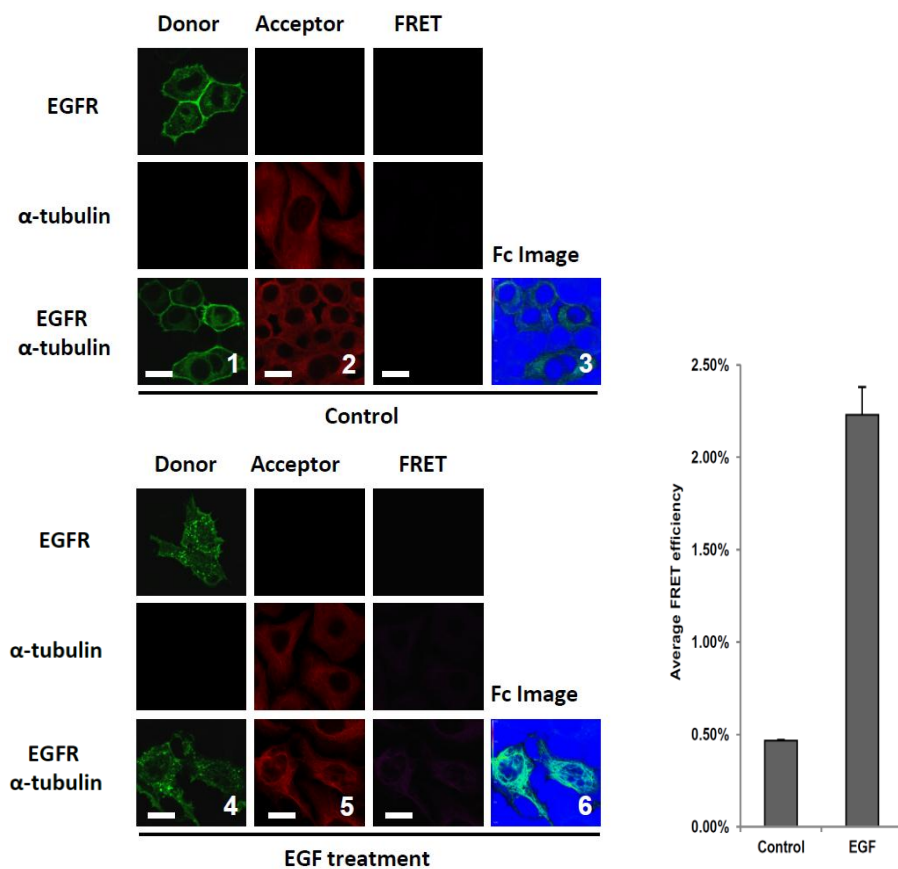 Donor Acceptor FRET
EGFR
α-tubulin
Fc Image
EGFR
α-tubulin
1 2 3
Control
Donor Acceptor FRET
EGFR
α-tubulin
Fc Image
EGFR
α-tubulin
4 5 6
EGF treatment
Average FRET efficiency
2.50%
2.00%
1.50%
1.00%
0.50%
0.00%
Control EGF